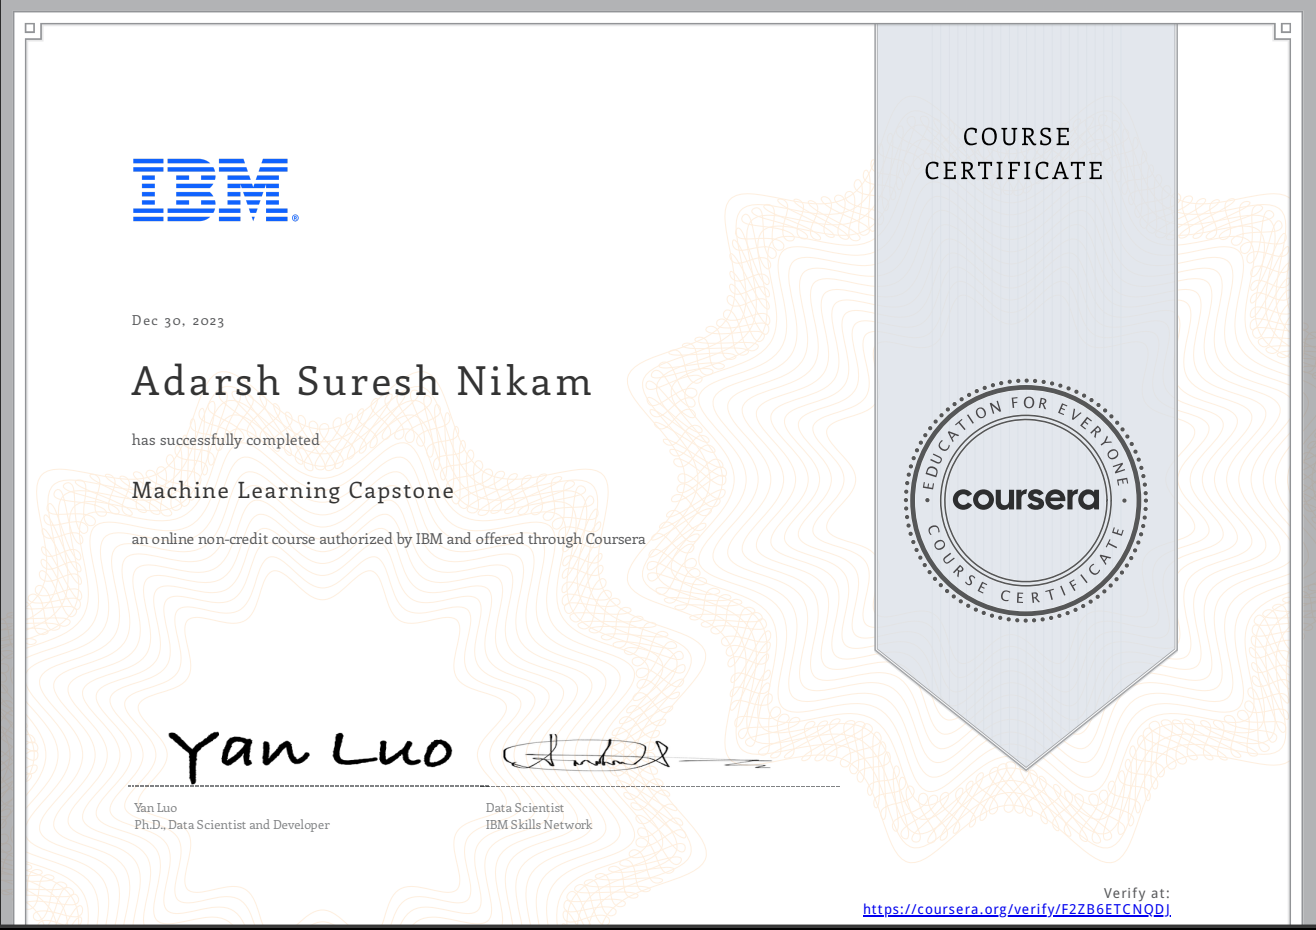 IBM®
COURSE
CERTIFICATE
Dec 30, 2023
Adarsh Suresh Nikam
has successfully completed
Machine Learning Capstone
an online non-credit course authorized by IBM and offered through Coursera
EDUCATION FOR EVERYONE
coursera
COURSE CERTIFICATE
Yan Luo
Yan Luo
Ph.D., Data Scientist and Developer
Data Scientist
IBM Skills Network
Verify at:
https://coursera.org/verify/F2ZB6ETCNQDJ